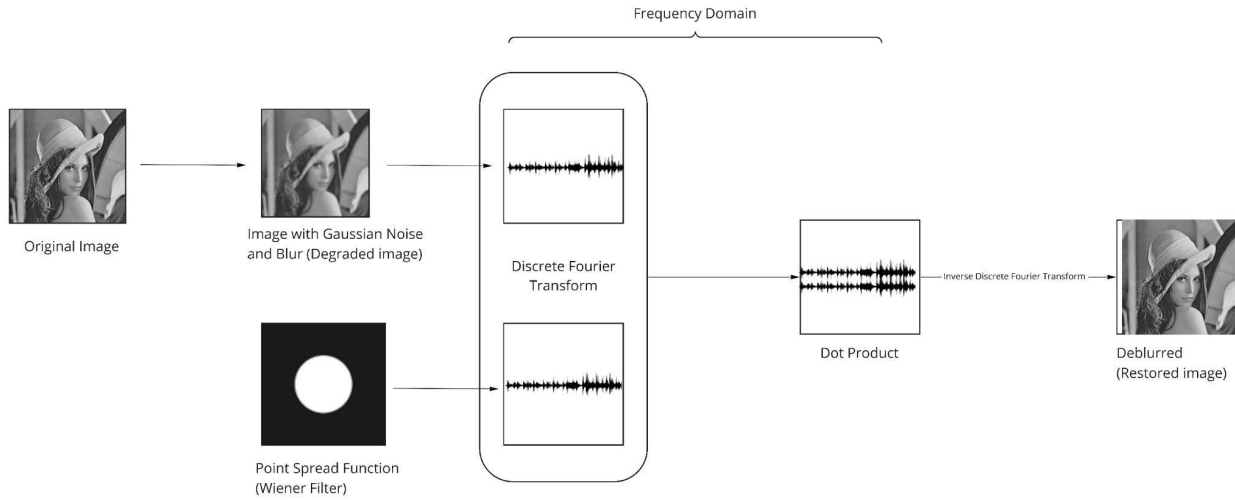 Frequency Domain
Original Image
Image with Gaussian Noise
and Blur (Degraded image)
Discrete Fourier
Transform
Point Spread Function
(Wiener Filter)
Dot Product
Inverse Discrete Fourier Transform
Deblurred
(Restored image)